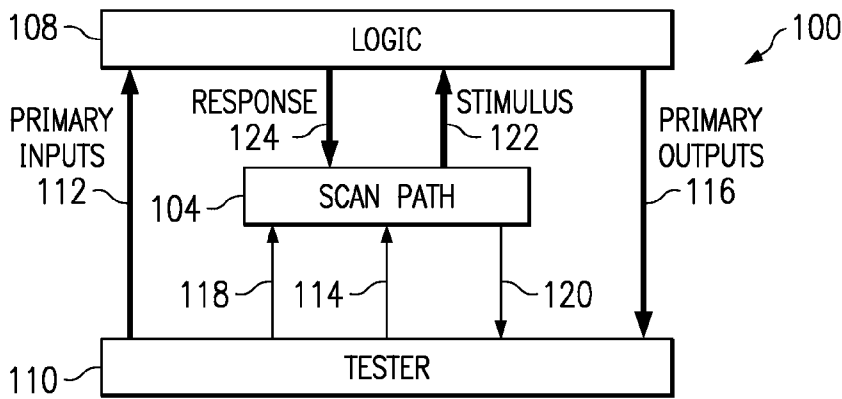 108
LOGIC
100
PRIMARY
INPUTS
112
RESPONSE
124
STIMULUS
122
PRIMARY
OUTPUTS
116
104
SCAN PATH
118
114
120
110
TESTER